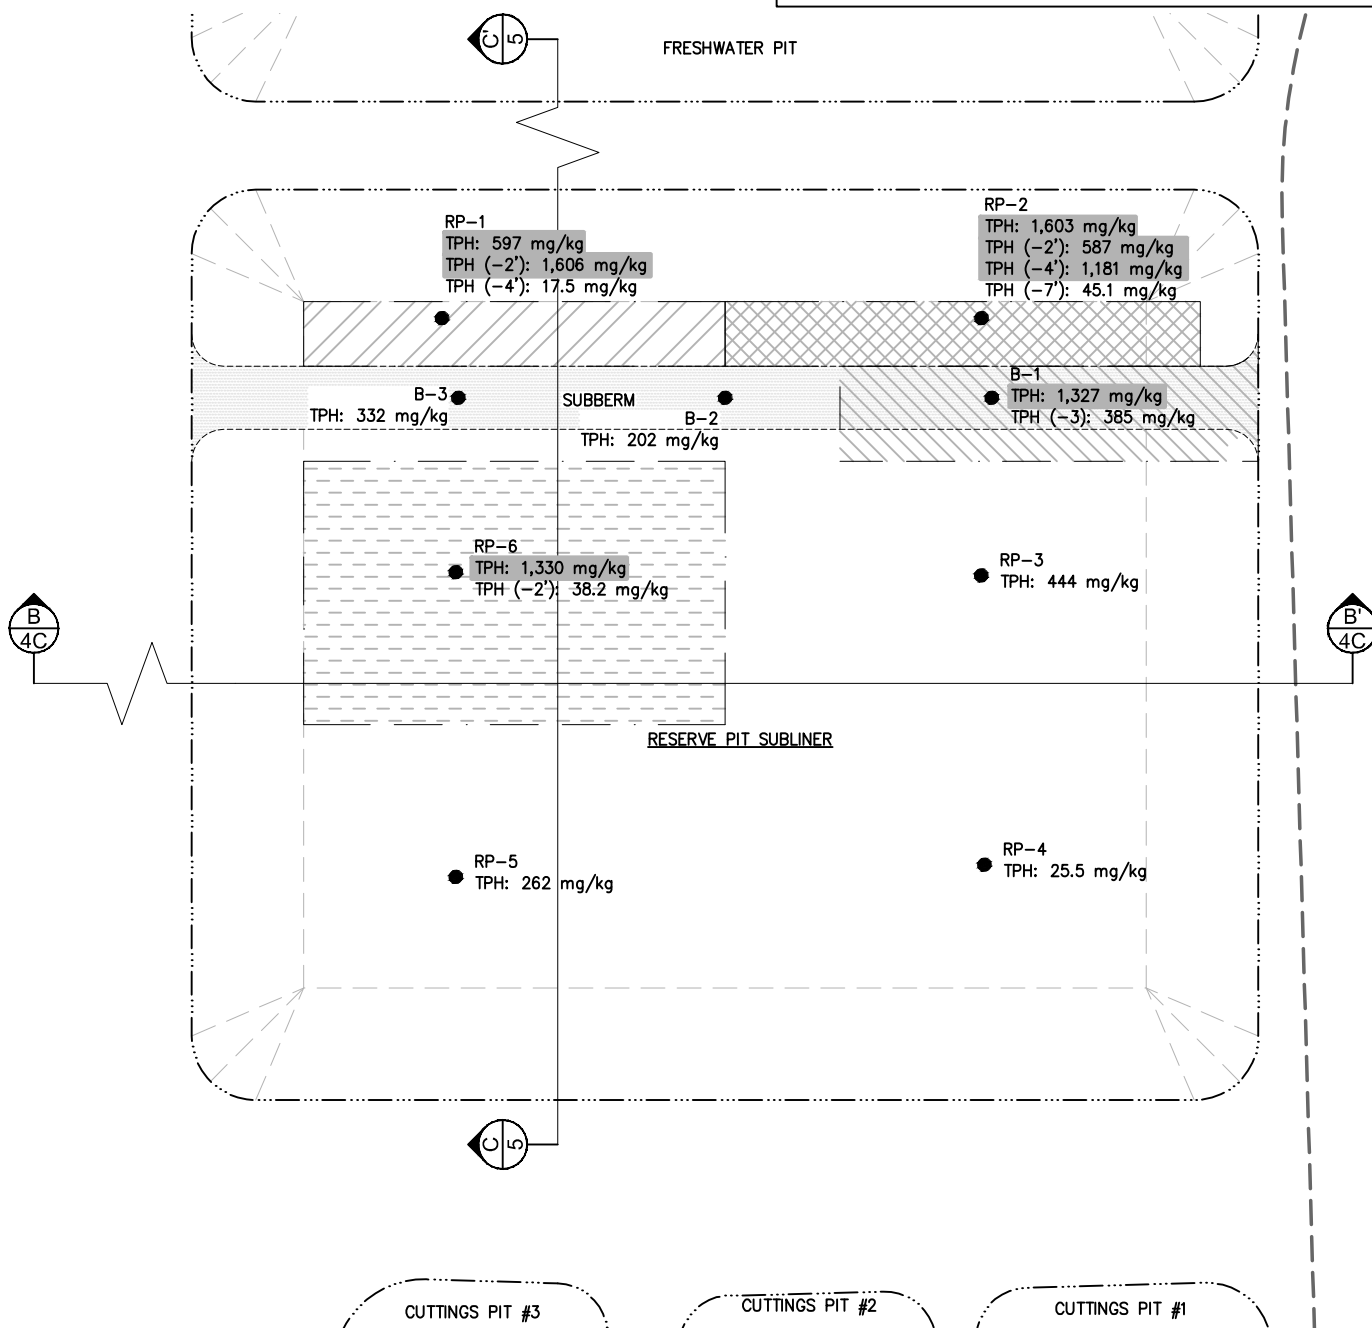 C'
5
FRESHWATER PIT
RP-1
TPH: 597 mg/kg
TPH (-2'): 1,606 mg/kg
TPH (-4'): 17.5 mg/kg
RP-2
TPH: 1,603 mg/kg
TPH (-2'): 587 mg/kg
TPH (-4'): 1,181 mg/kg
TPH (-7'): 45.1 mg/kg
B-3
TPH: 332 mg/kg
SUBBERM
B-2
TPH: 202 mg/kg
B-1
TPH: 1,327 mg/kg
TPH (-3): 385 mg/kg
RP-6
TPH: 1,330 mg/kg
TPH (-2'): 38.2 mg/kg
RP-3
TPH: 444 mg/kg
B
4C
B'
4C
RESERVE PIT SUBLINER
RP-5
TPH: 262 mg/kg
RP-4
TPH: 25.5 mg/kg
C
5
CUTTINGS PIT #3
CUTTINGS PIT #2
CUTTINGS PIT #1